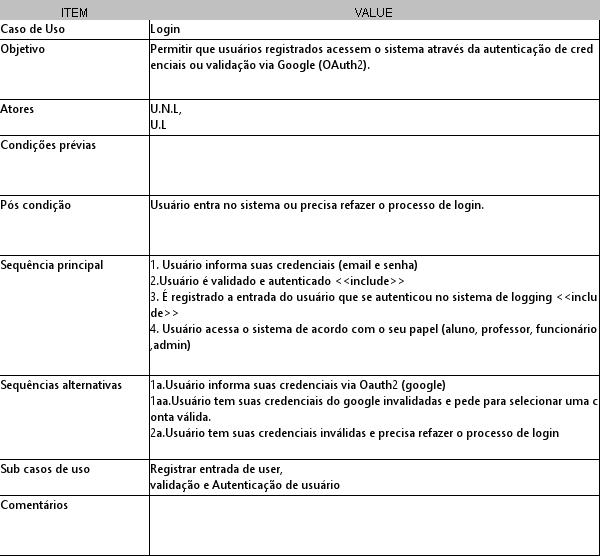 ITEM VALUE
Caso de Uso Login
Objetivo Permitir que usuários registrados acessem o sistema através da autenticação de cred
enciais ou validação via Google (OAuth2).
Atores U.N.L,
U.L
Condições prévias
Pós condição Usuário entra no sistema ou precisa refazer o processo de login.
Sequência principal 1. Usuário informa suas credenciais (email e senha)
2.Usuário é validado e autenticado <<include>>
3. É registrado a entrada do usuário que se autenticou no sistema de logging <<inclu
de>>
4. Usuário acessa o sistema de acordo com o seu papel (aluno, professor, funcionário
,admin)
Sequências alternativas 1a.Usuário informa suas credenciais via Oauth2 (google)
1aa.Usuário tem suas credenciais do google invalidadas e pede para selecionar uma c
onta válida.
2a.Usuário tem suas credenciais inválidas e precisa refazer o processo de login
Sub casos de uso Registrar entrada de user,
validação e Autenticação de usuário
Comentários